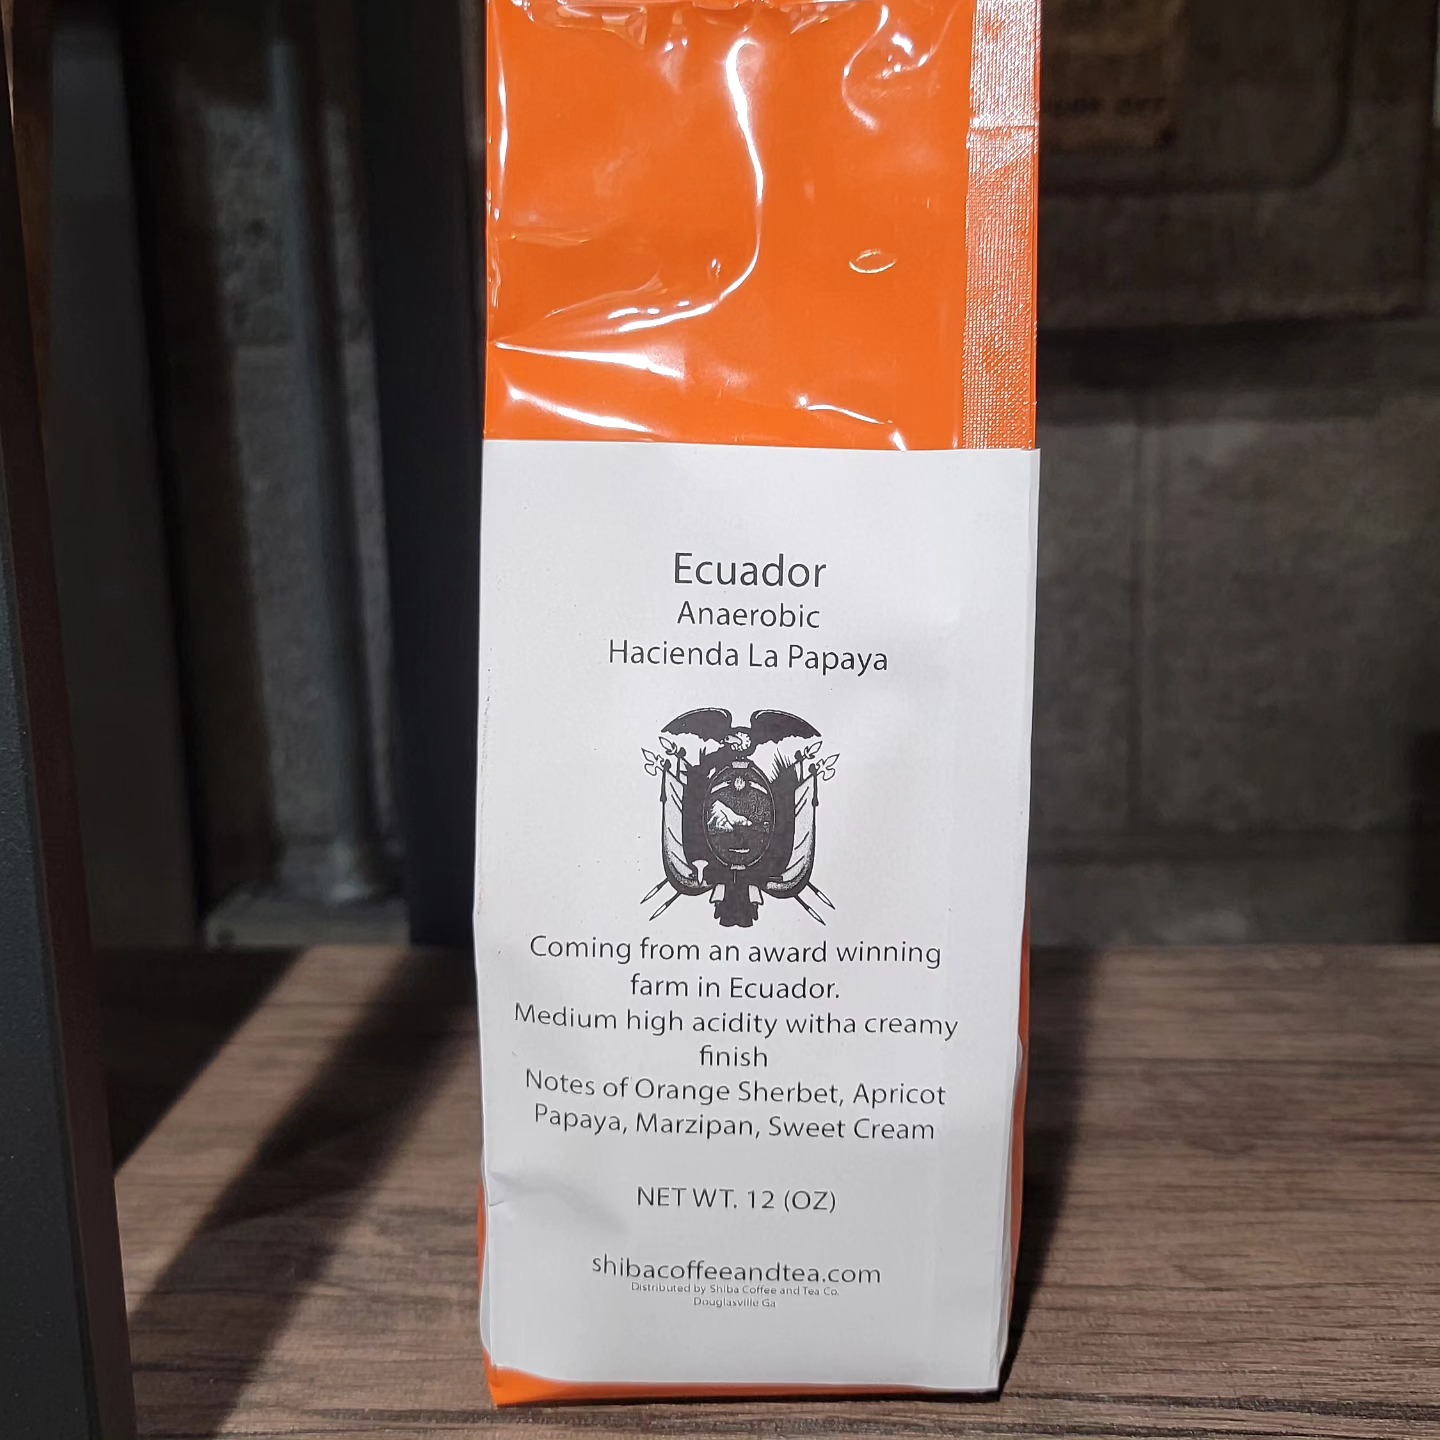 Ecuador
Anaerobic
Hacienda La Papaya
Coming from an award winning
farm in Ecuador.
Medium high acidity witha creamy
finish
Notes of Orange Sherbet, Apricot
Papaya, Marzipan, Sweet Cream
NET WT. 12 (OZ)
shibacoffeeandtea.com
Distributed by Shiba Coffee and Tea Co.
Douglasville Ga